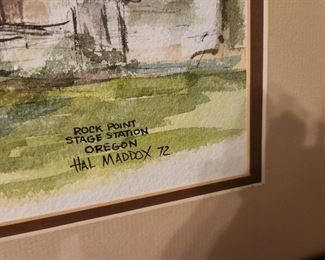 ROCK POINT
STAGE STATION
OREGON
HAL MADDOX 72